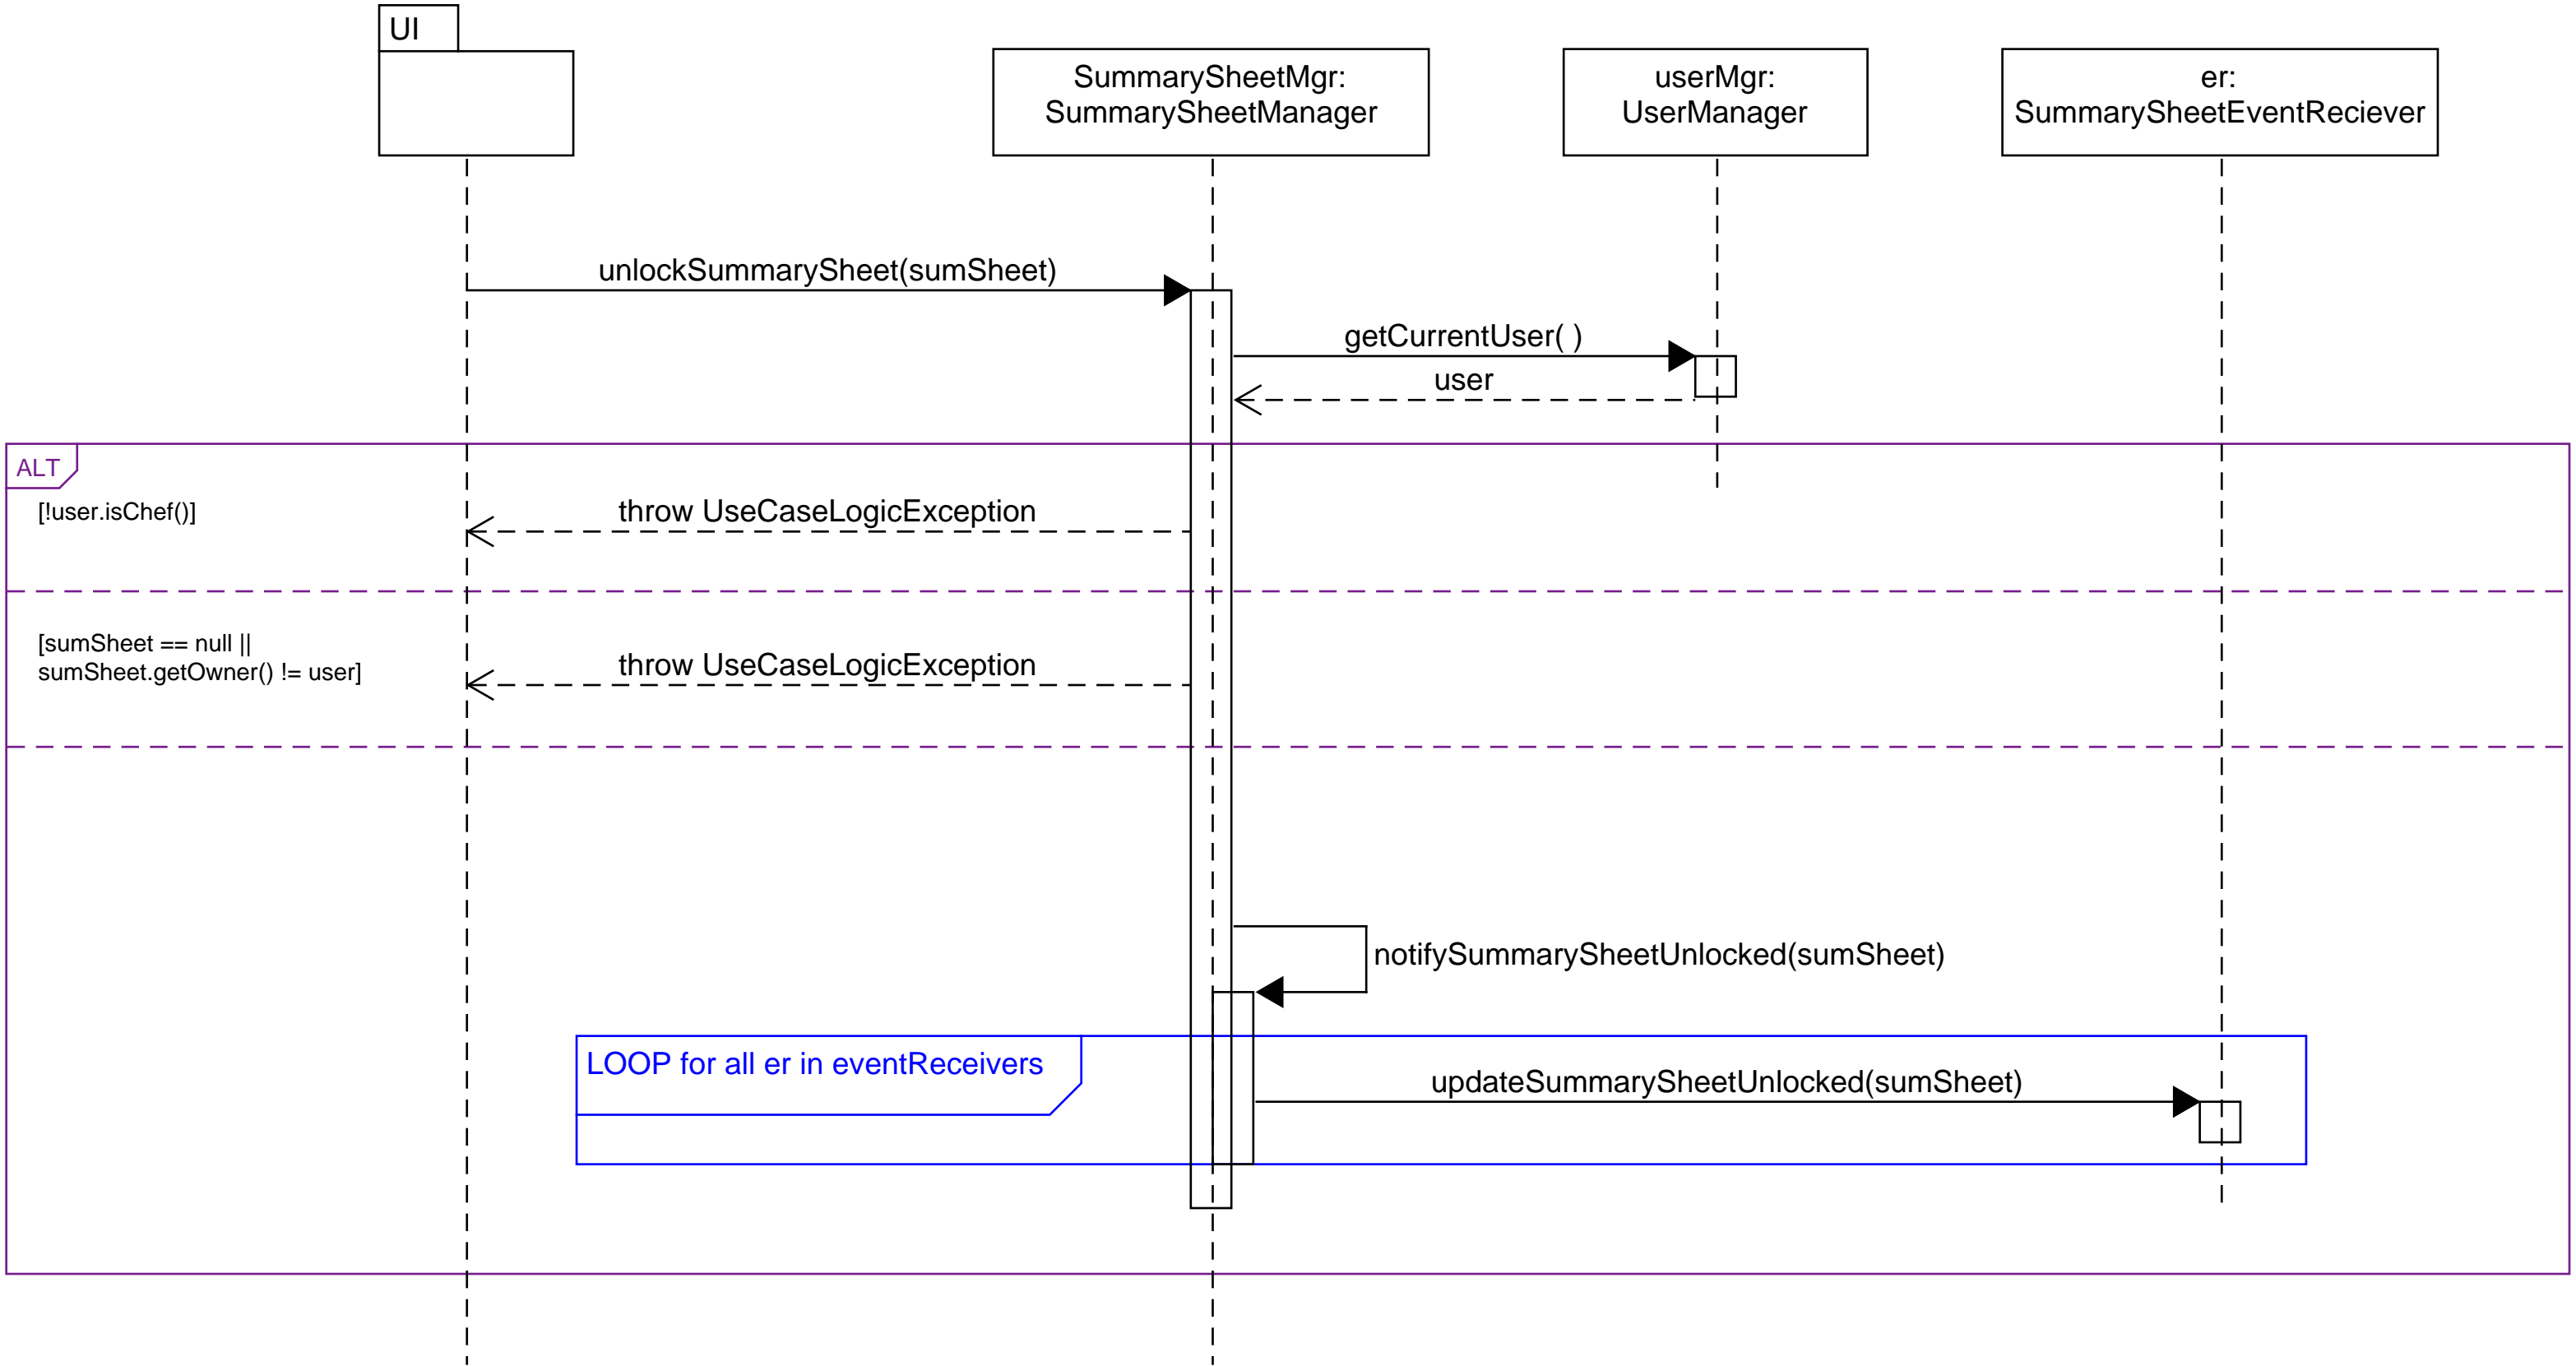 UI
SummarySheetMgr:
SummarySheetManager
userMgr:
UserManager
er:
SummarySheetEventReciever
unlockSummarySheet(sumSheet)
getCurrentUser( )
user
ALT
[!user.isChef()]
throw UseCaseLogicException
[sumSheet == null ||
sumSheet.getOwner() != user]
throw UseCaseLogicException
notifySummarySheetUnlocked(sumSheet)
LOOP for all er in eventReceivers
updateSummarySheetUnlocked(sumSheet)